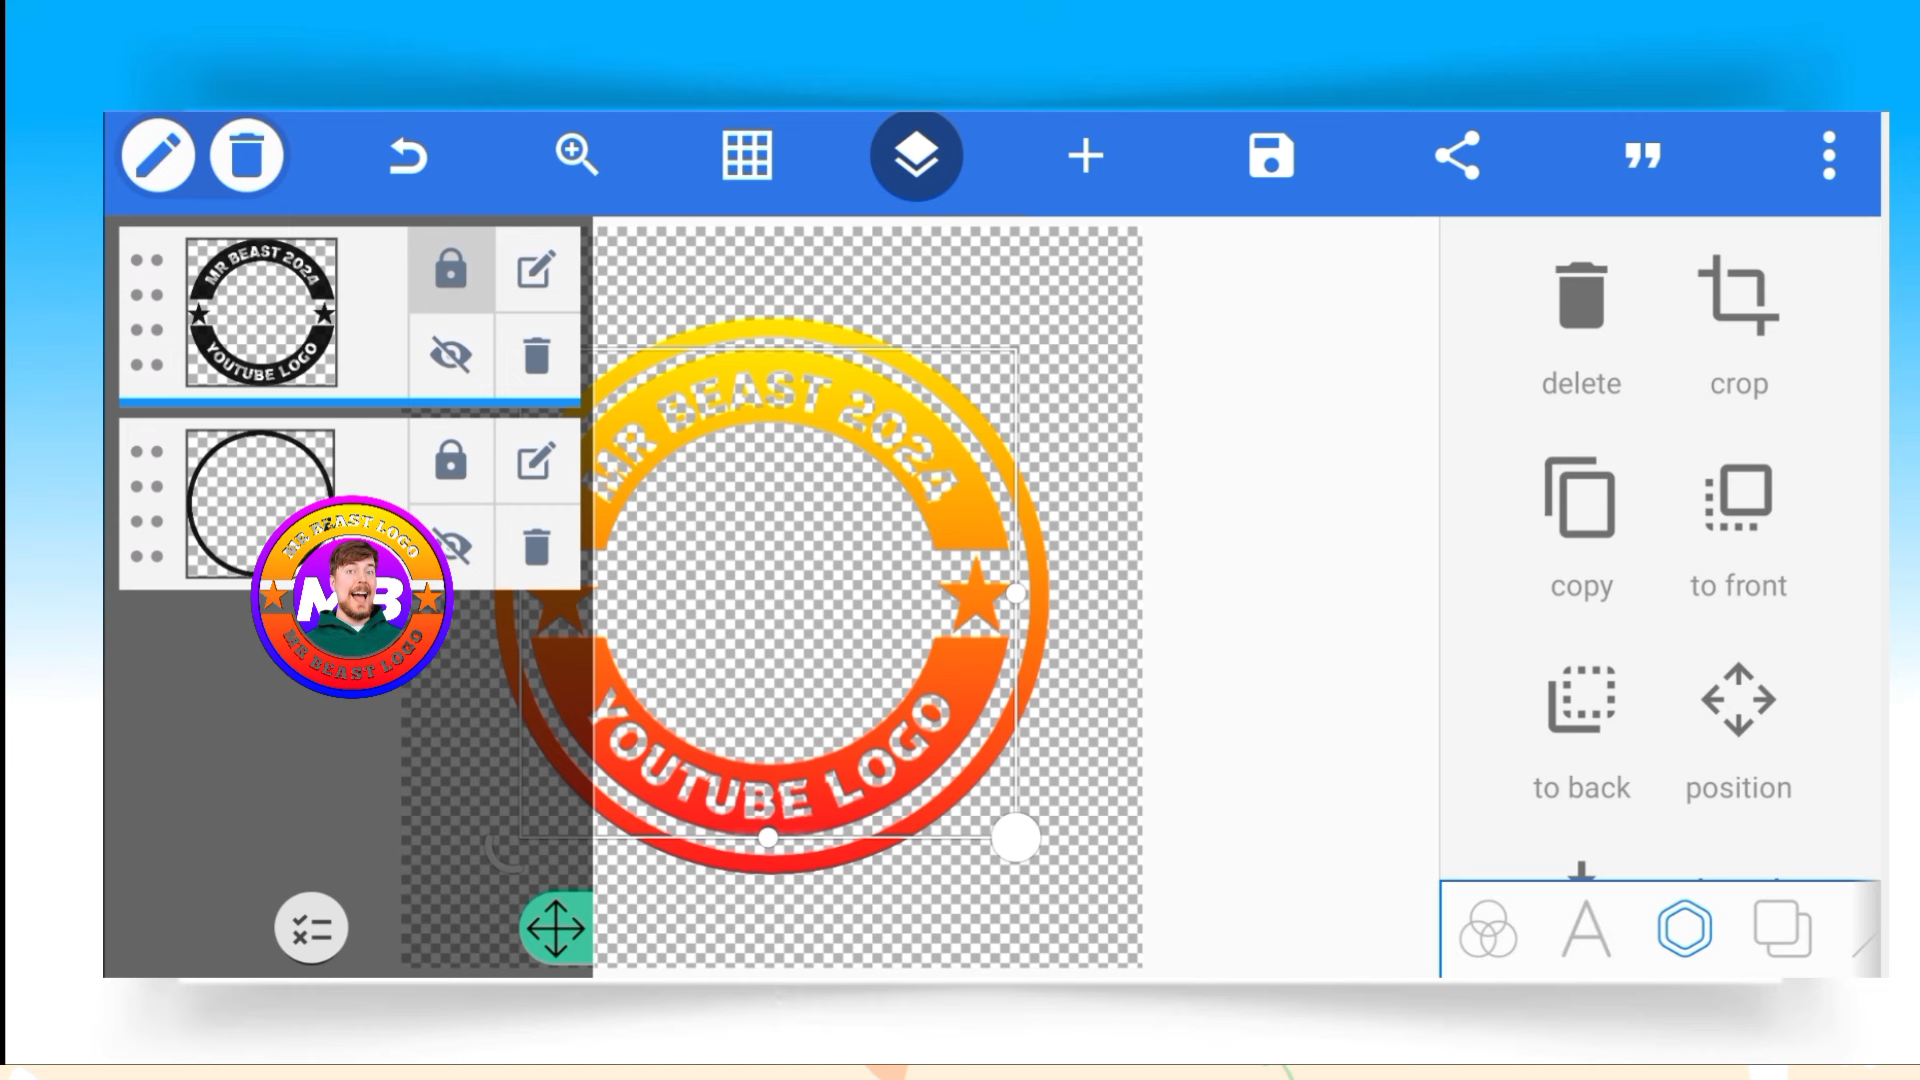 MR BEAST 2024
YOUTUBE LOGO
MR BEAST LOGO
MB
MR BEAST LOGO
MR BEAST 2024
YOUTUBE LOGO
delete
crop
copy
to front
to back
position
A